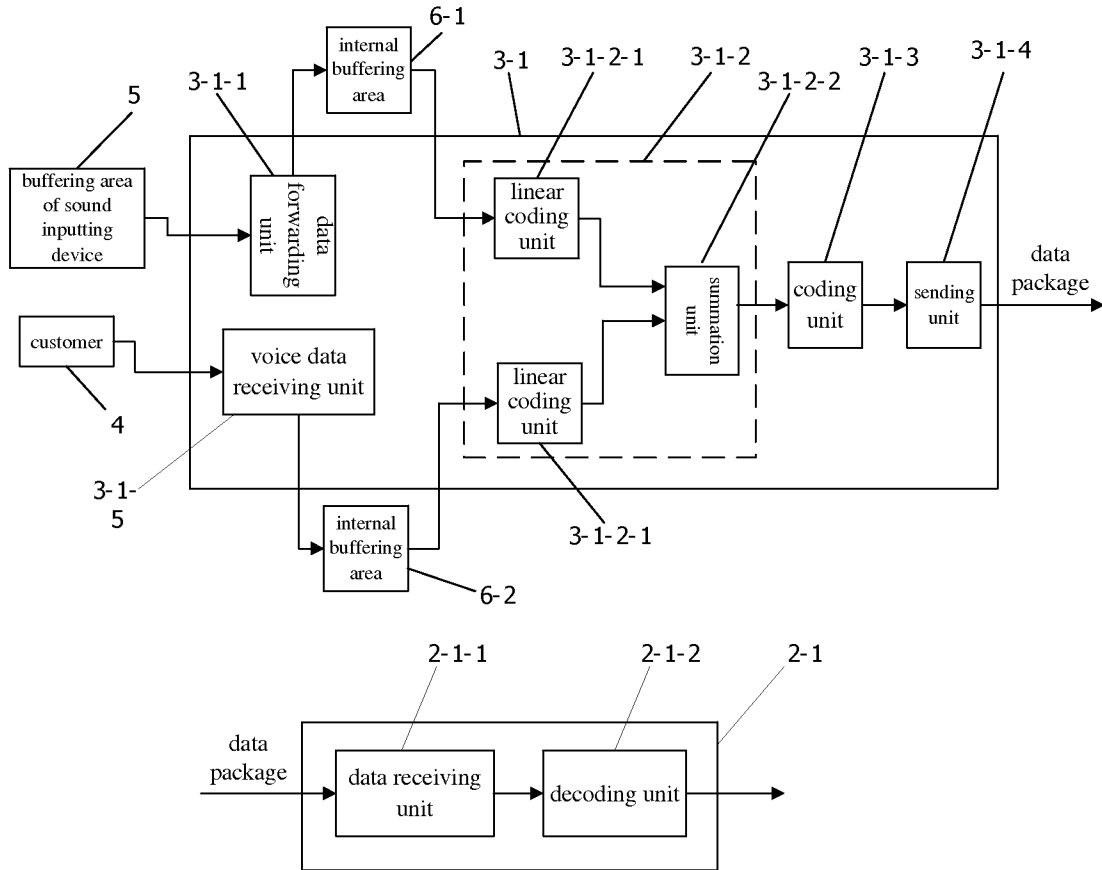 6-1
internal
buffering
area
3-1
3-1-2-1
3-1-2
3-1-3
3-1-4
3-1-1
3-1-2-2
5
buffering area
of sound
inputting
device
data
forwarding
unit
linear
coding
unit
summation
unit
coding
unit
sending
unit
data
package
customer
4
voice data
receiving unit
linear
coding
unit
3-1-
5
internal
buffering
area
3-1-2-1
6-2
2-1-1
2-1-2
2-1
data
package
data receiving
unit
decoding unit